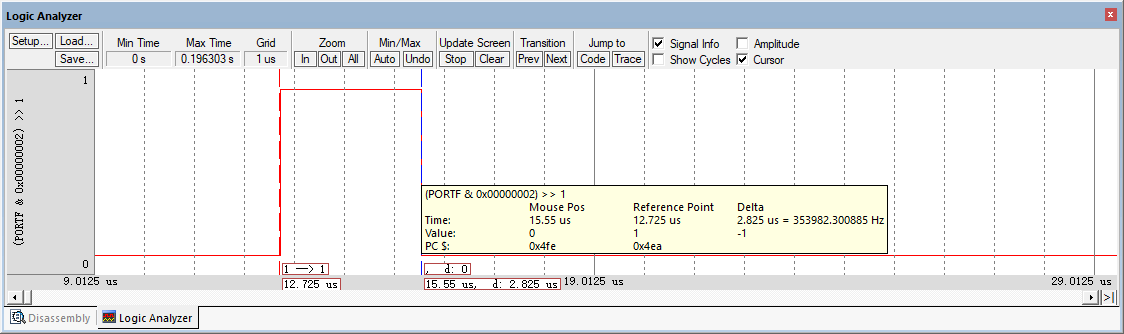 Logic Analyzer
Setup... Load... Min Time Max Time Grid Zoom Min/Max Update Screen Transition Jump to Signal Info Amplitude
Save... 0 s 0.196303 s 1 us In Out All Auto Undo Stop Clear Prev Next Code Trace Show Cycles Cursor
1
(PORTF & 0x00000002) >> 1
0
(PORTF & 0x00000002) >> 1
Mouse Pos Reference Point Delta
Time: 15.55 us 12.725 us 2.825 us = 353982.300885 Hz
Value: 0 1 -1
PC $: 0x4fe 0x4ea
1 —> 1 , d: 0
9.0125 us 12.725 us 15.55 us, d: 2.825 us 19.0125 us 29.0125 us
Disassembly Logic Analyzer